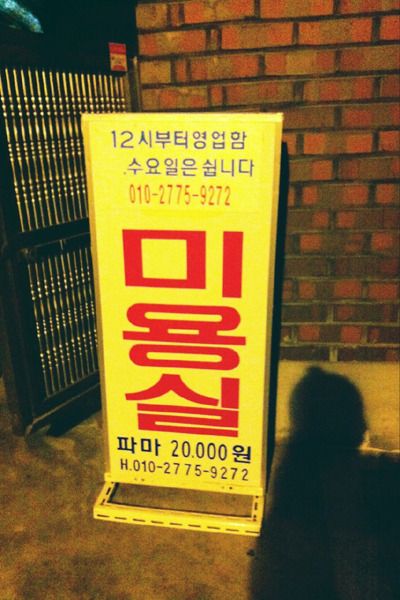 12시부터영업함
.수요일은쉽니다
010-2775-9272
미
용
실
파마 20.000원
H.010-2775-9272